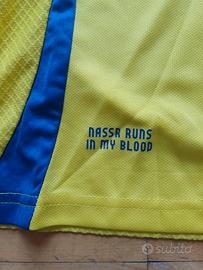 NASSR RUNS
IN MY BLOOD
subito